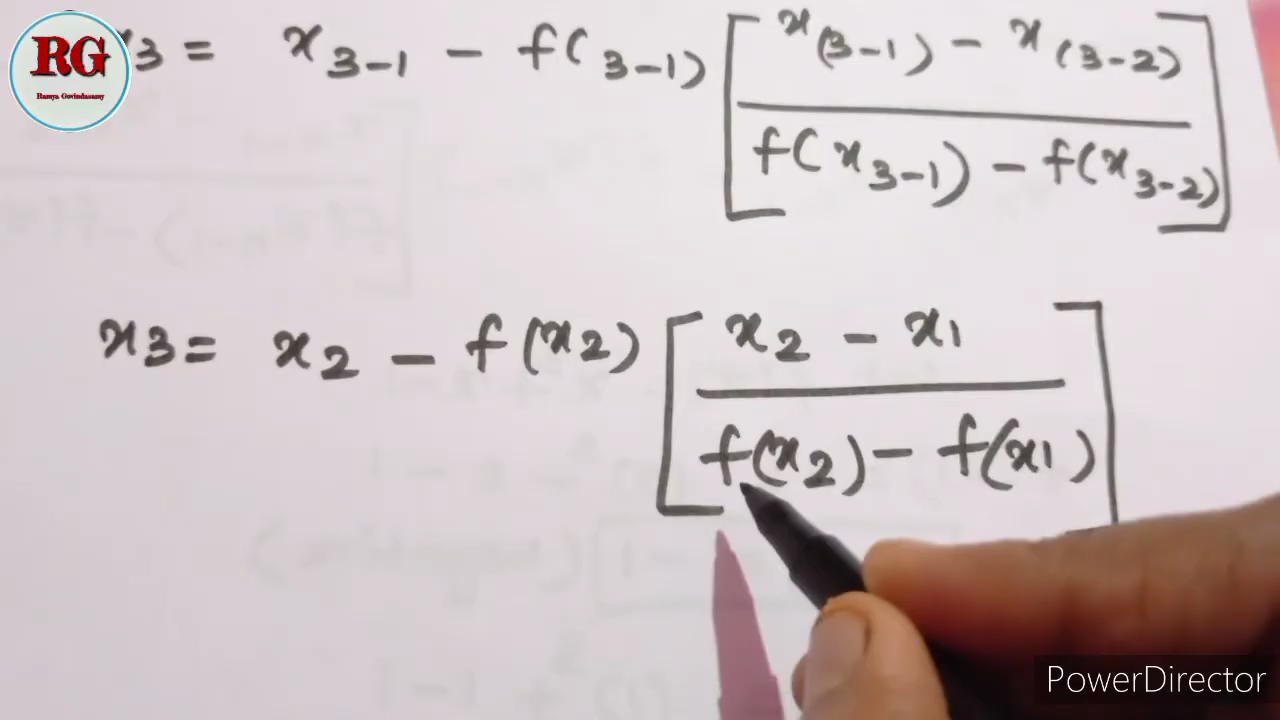 RG
Ramya Govindasamy
x3 = x3-1 - f(3-1) [ x(3-1) - x(3-2) / f(x3-1) - f(x3-2) ]
x3 = x2 - f(x2) [ x2 - x1 / f(x2) - f(x1) ]
PowerDirector